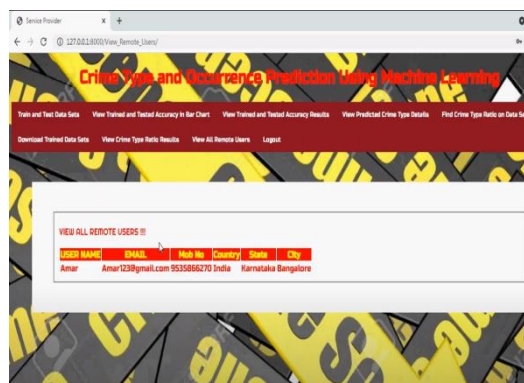 Service Provider
127.0.0.1:8000/View_Remote_Users/
Crime Type and Occurrence Prediction Using Machine Learning
Train and Test Data Sets View Trained and Tested Accuracy in Bar Chart View Trained and Tested Accuracy Results View Predicted Crime Type Details Find Crime Type Ratio on Data Se
Download Trained Data Sets View Crime Type Ratio Results View All Remote Users Logout
VIEW ALL REMOTE USERS !!!
USER NAME EMAIL Mob No Country State City
Amar Amar123@gmail.com 9535866270 India Karnataka Bangalore